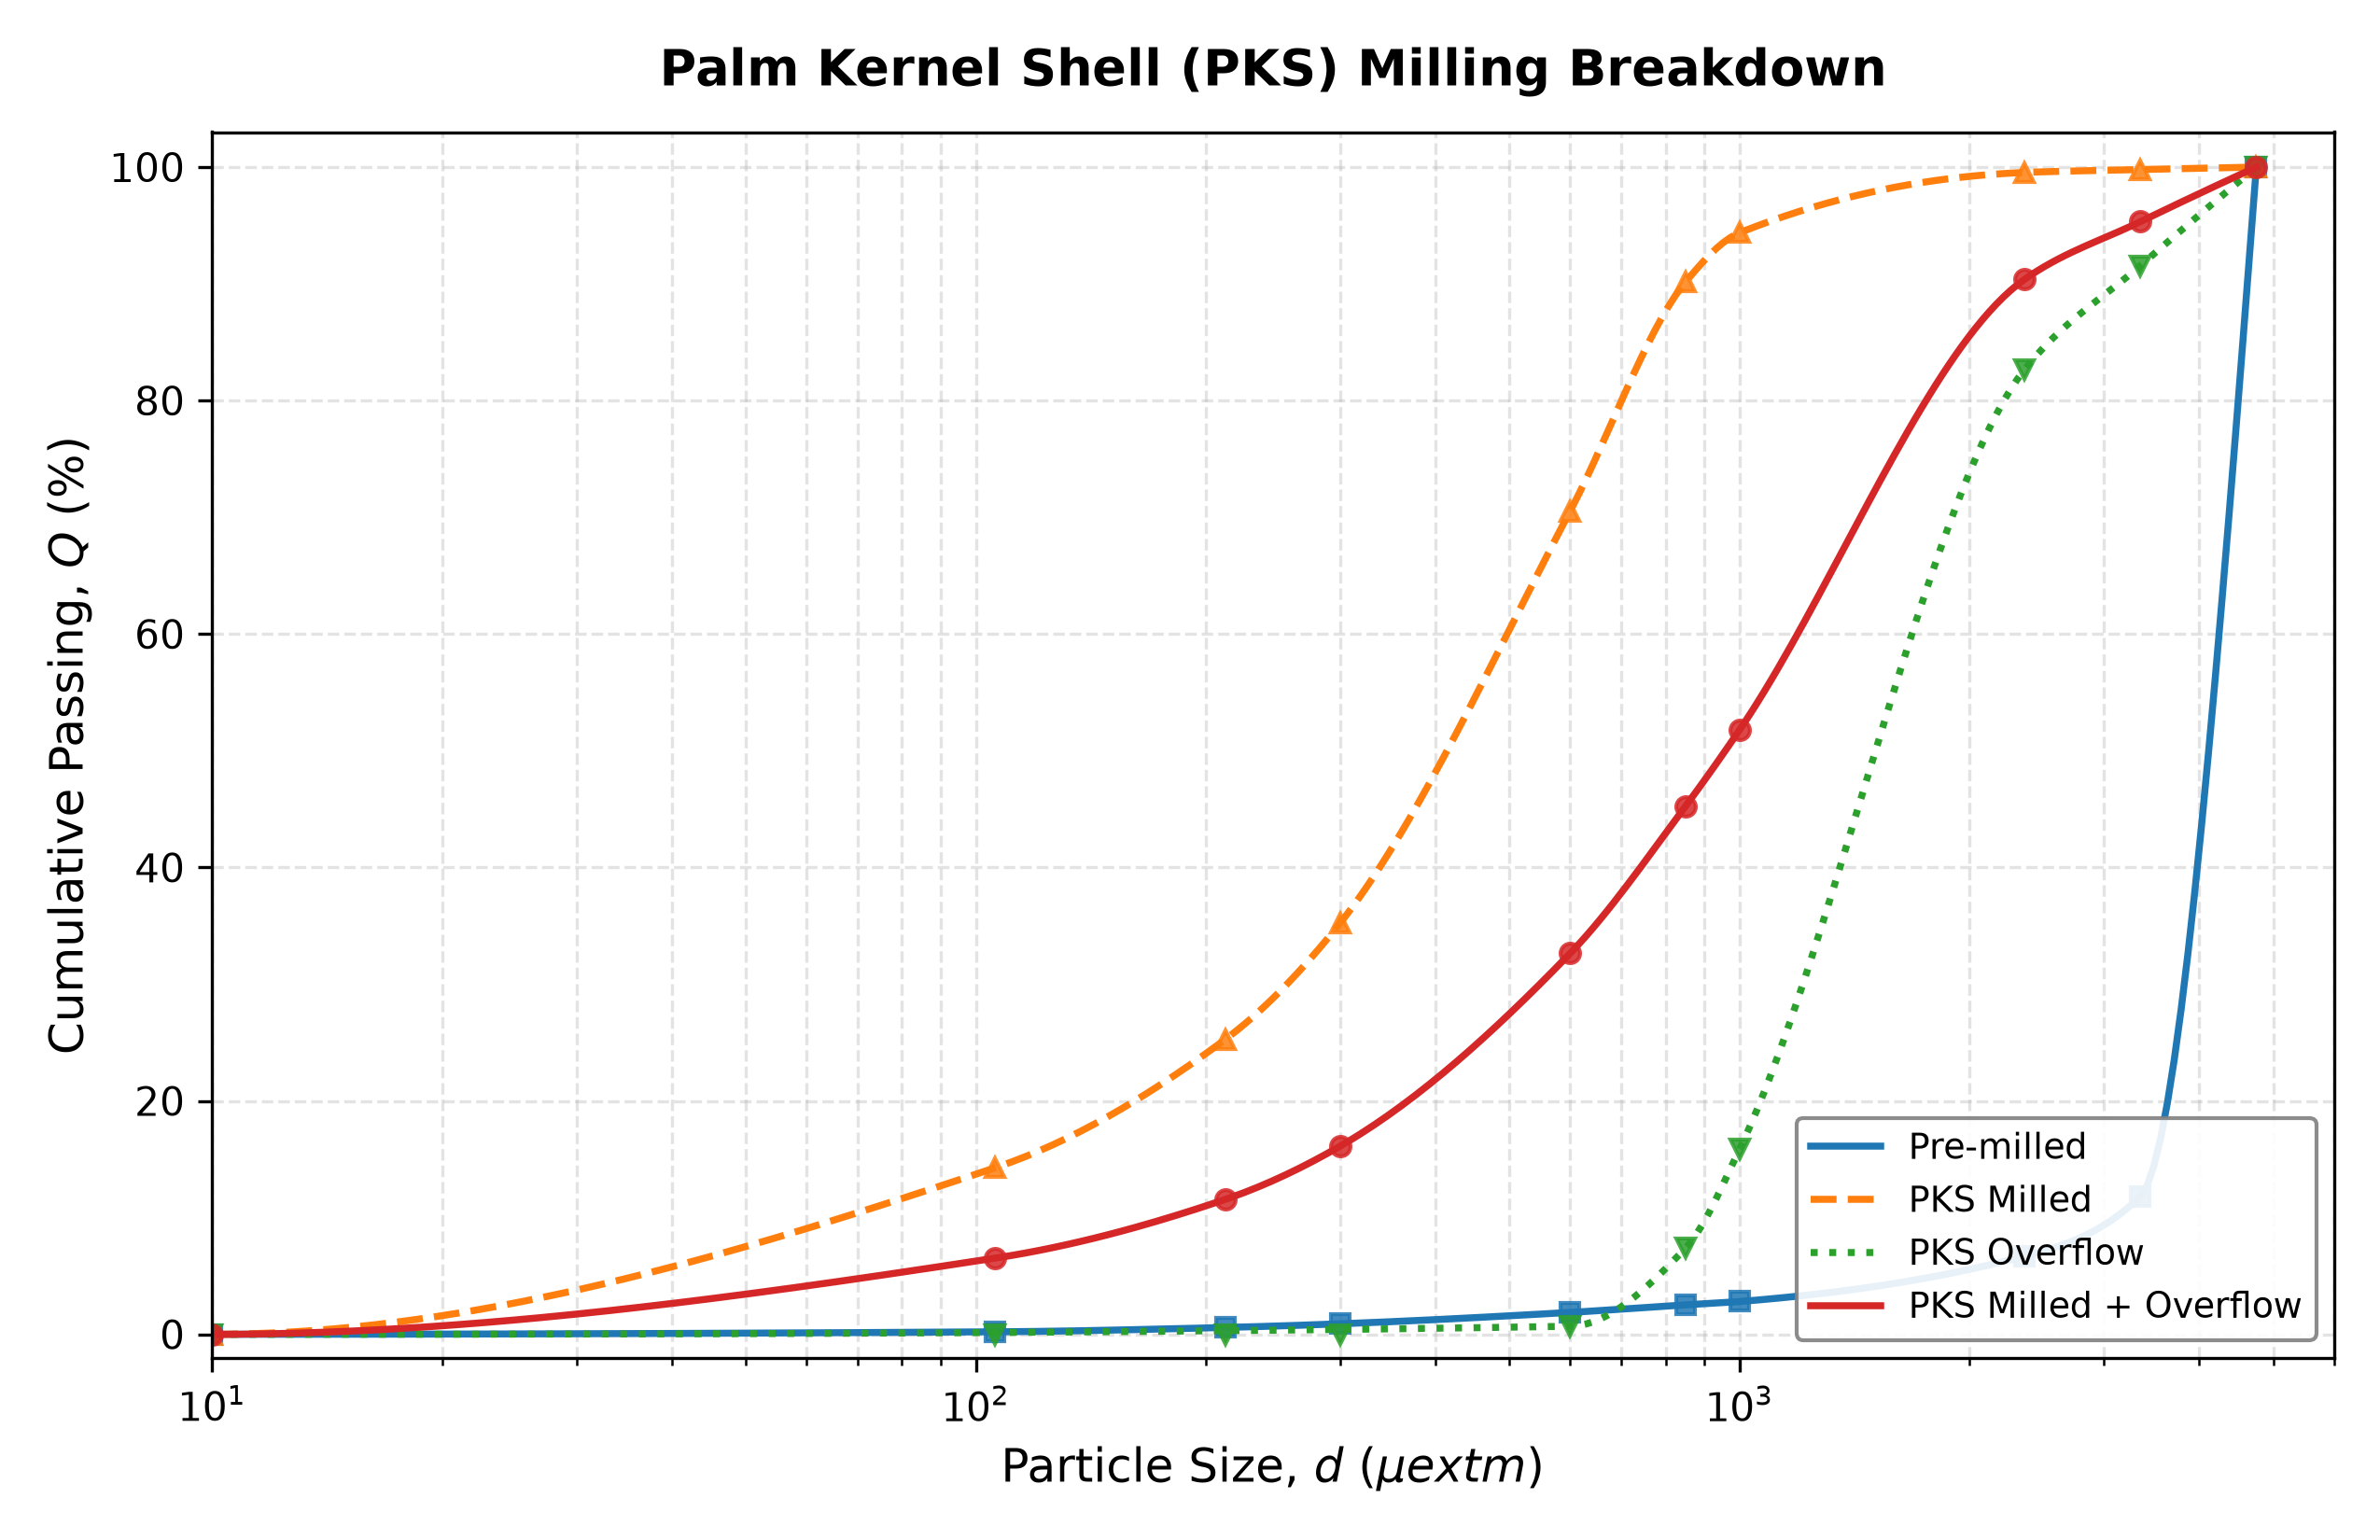 Palm Kernel Shell (PKS) Milling Breakdown
Cumulative Passing, Q (%)
100
80
60
40
20
0
10¹
10²
10³
Particle Size, d (μextm)
Pre-milled
PKS Milled
PKS Overflow
PKS Milled + Overflow